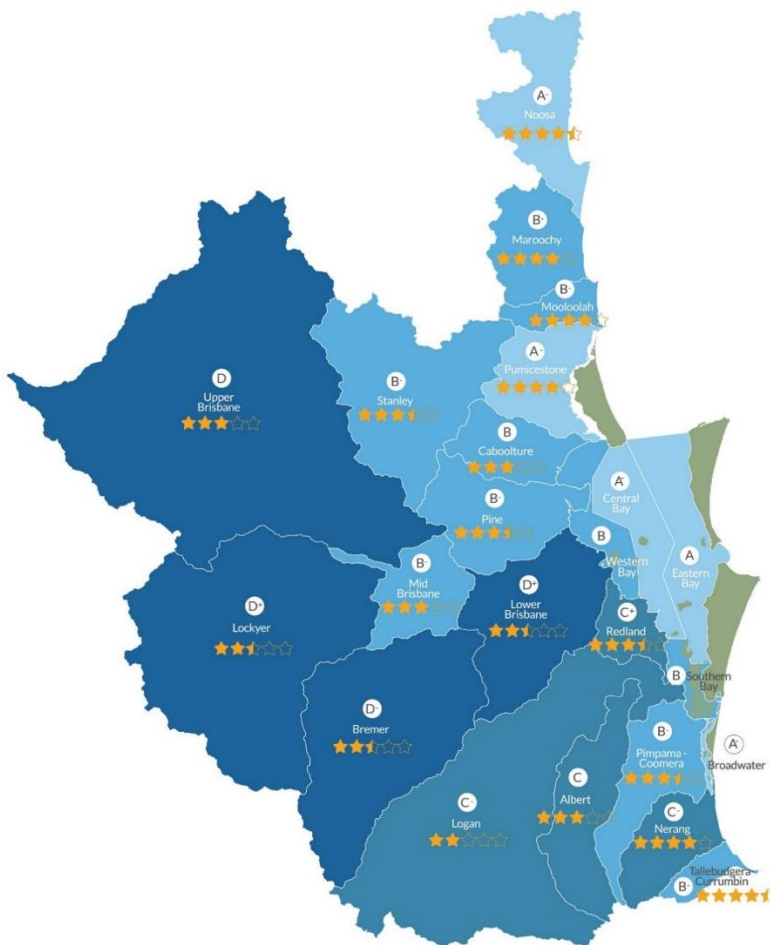 A-
Noosa
B-
Maroochy
B-
Mooloolah
A-
Pumicestone
D
Upper
Brisbane
B-
Stanley
B
Caboolture
A-
Central
Bay
B-
Pine
B
Western
Bay
A
Eastern
Bay
B-
Mid
Brisbane
D+
Lockyer
D+
Lower
Brisbane
C+
Redland
B
Southern
Bay
D-
Bremer
B-
Pimpama -
Coomera
A-
Broadwater
C-
Logan
C
Albert
C-
Nerang
Tallebudgera-
Currumbin
B-